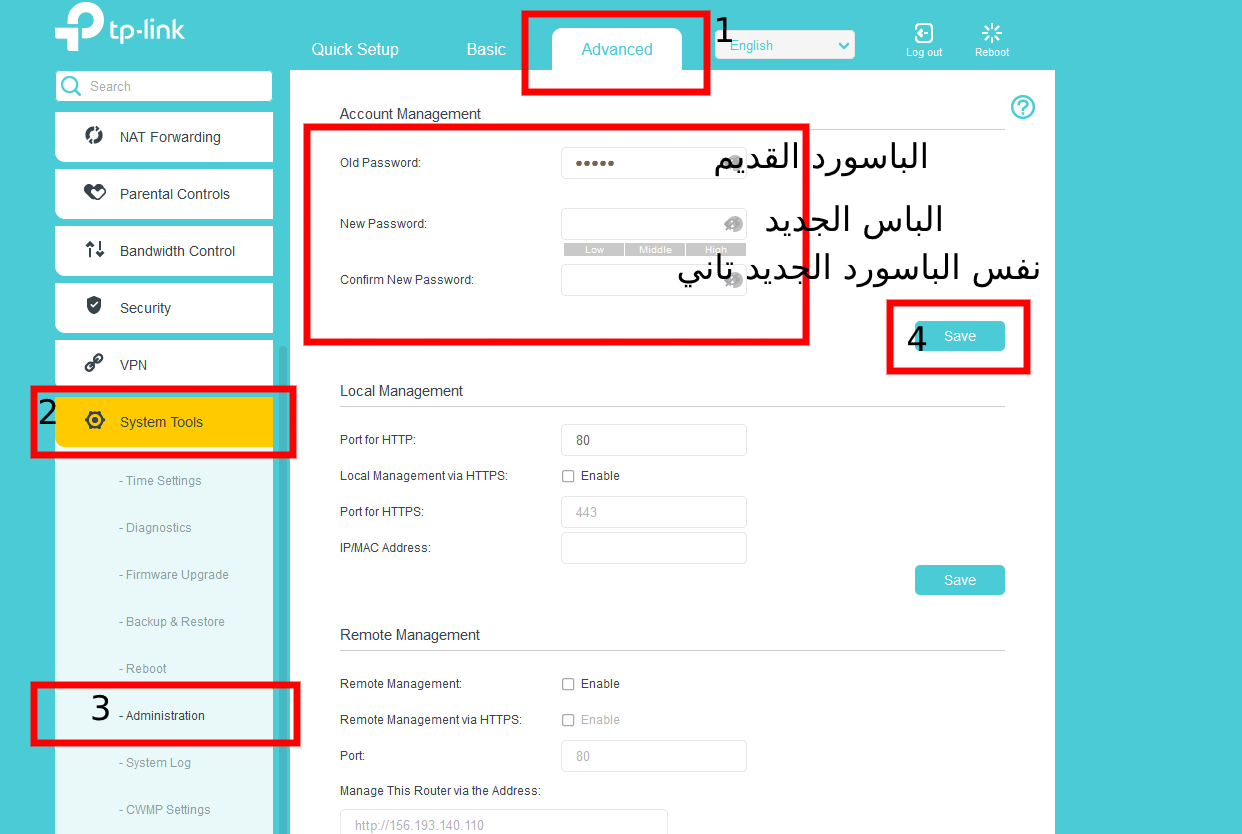 tp-link
Quick Setup
Basic
Advanced
1
English
Log out
Reboot
Search
NAT Forwarding
Parental Controls
Bandwidth Control
Security
VPN
2
System Tools
- Time Settings
- Diagnostics
- Firmware Upgrade
- Backup & Restore
- Reboot
3
- Administration
- System Log
- CWMP Settings
Account Management
Old Password:
الباسورد القديم
New Password:
الباس الجديد
Low Middle High
Confirm New Password:
نفس الباسورد الجديد تاني
4
Save
Local Management
Port for HTTP: 80
Local Management via HTTPS: Enable
Port for HTTPS: 443
IP/MAC Address:
Save
Remote Management
Remote Management: Enable
Remote Management via HTTPS: Enable
Port: 80
Manage This Router via the Address:
http://156.193.140.110